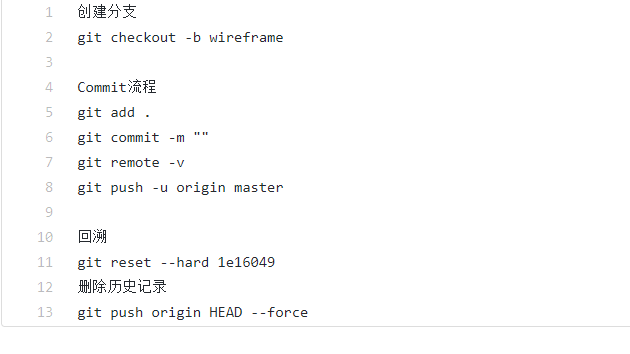 1 创建分支
2 git checkout -b wireframe
3
4 Commit流程
5 git add .
6 git commit -m ""
7 git remote -v
8 git push -u origin master
9
10 回溯
11 git reset --hard 1e16049
12 删除历史记录
13 git push origin HEAD --force